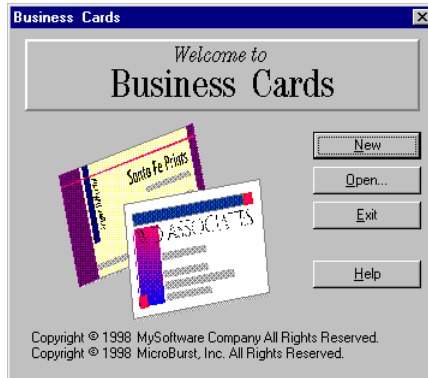 Business Cards
Welcome to
Business Cards
Santa Fe Prints
ASSOCIATES
New
Open...
Exit
Help
Copyright © 1998 MySoftware Company All Rights Reserved.
Copyright © 1998 MicroBurst, Inc. All Rights Reserved.